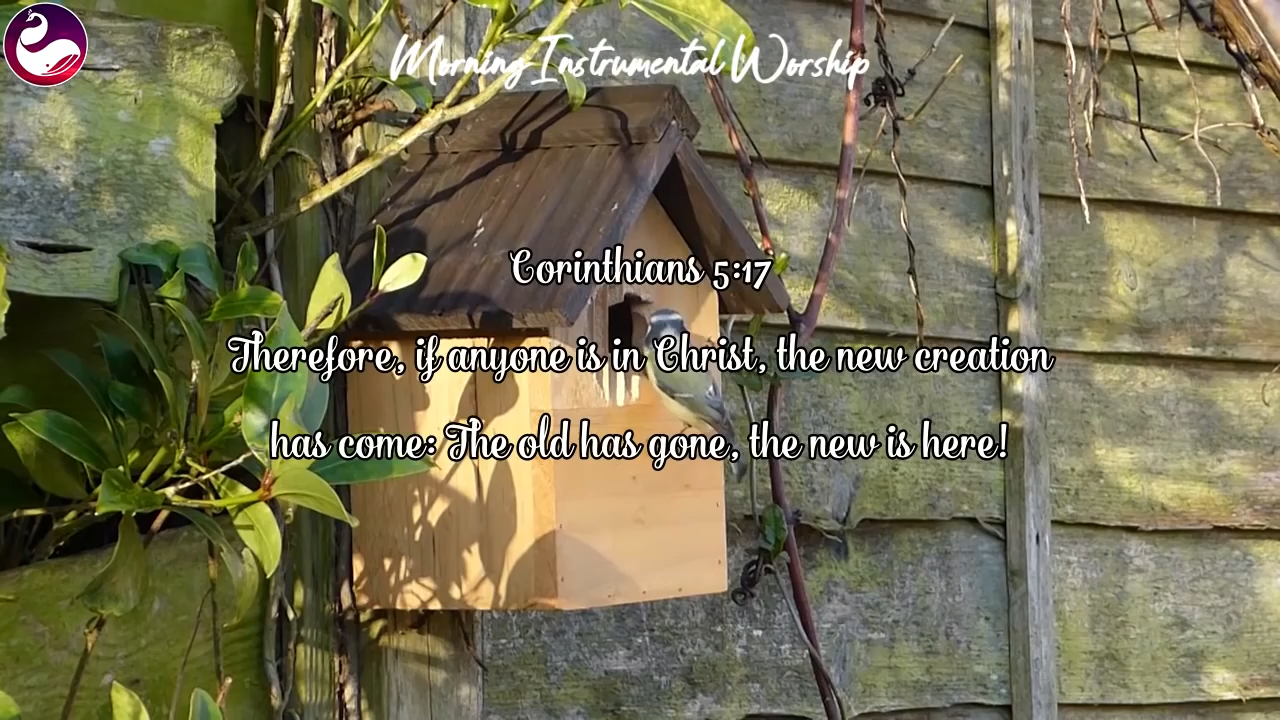 Morning Instrumental Worship
Corinthians 5:17
Therefore, if anyone is in Christ, the new creation
has come: The old has gone, the new is here!